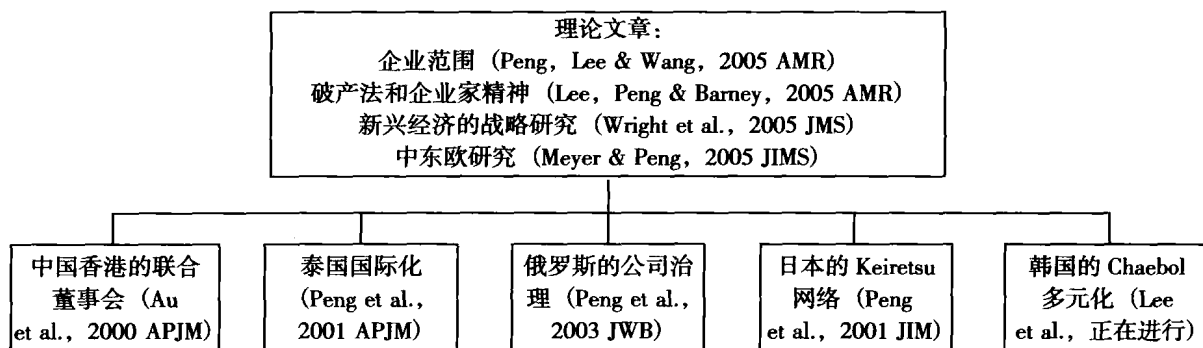 理论文章：
企业范围（Peng，Lee & Wang，2005 AMR）
破产法和企业家精神（Lee，Peng & Barney，2005 AMR）
新兴经济的战略研究（Wright et al.，2005 JMS）
中东欧研究（Meyer & Peng，2005 JIMS）
中国香港的联合
董事会（Au
et al.，2000 APJM）
泰国国际化
（Peng et al.，
2001 APJM）
俄罗斯的公司治
理（Peng et al.，
2003 JWB）
日本的 Keiretsu
网络（Peng
et al.，2001 JIM）
韩国的 Chaebol
多元化（Lee
et al.，正在进行）